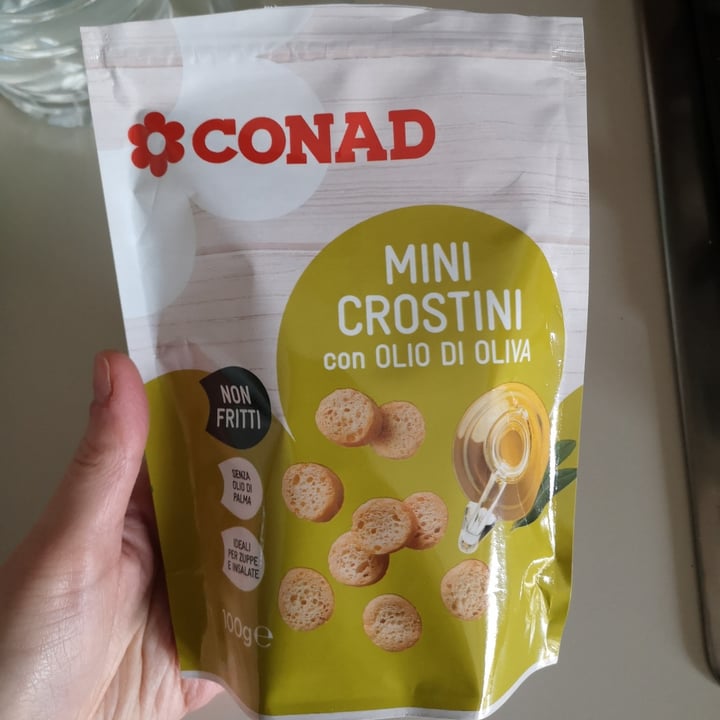 CONAD
MINI
CROSTINI
con OLIO DI OLIVA
NON
FRITTI
SENZA
OLIO DI
PALMA
IDEALI
PER ZUPPE
E INSALATE
100g℮